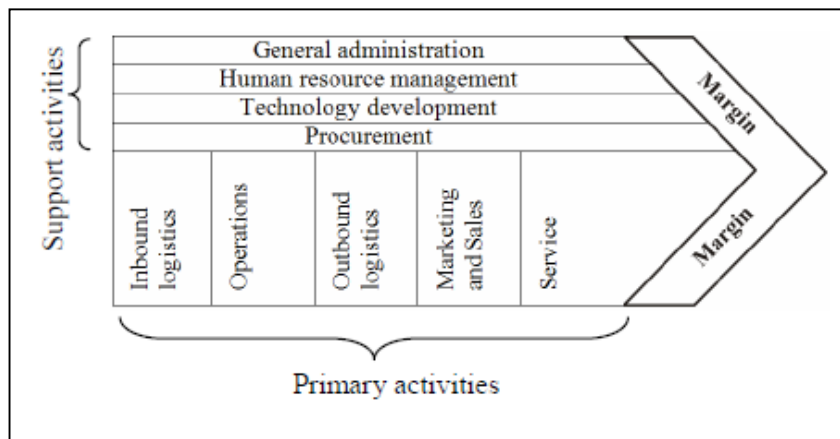 Support activities
General administration
Human resource management
Technology development
Procurement
Inbound
logistics
Operations
Outbound
logistics
Marketing
and Sales
Service
Margin
Margin
Primary activities